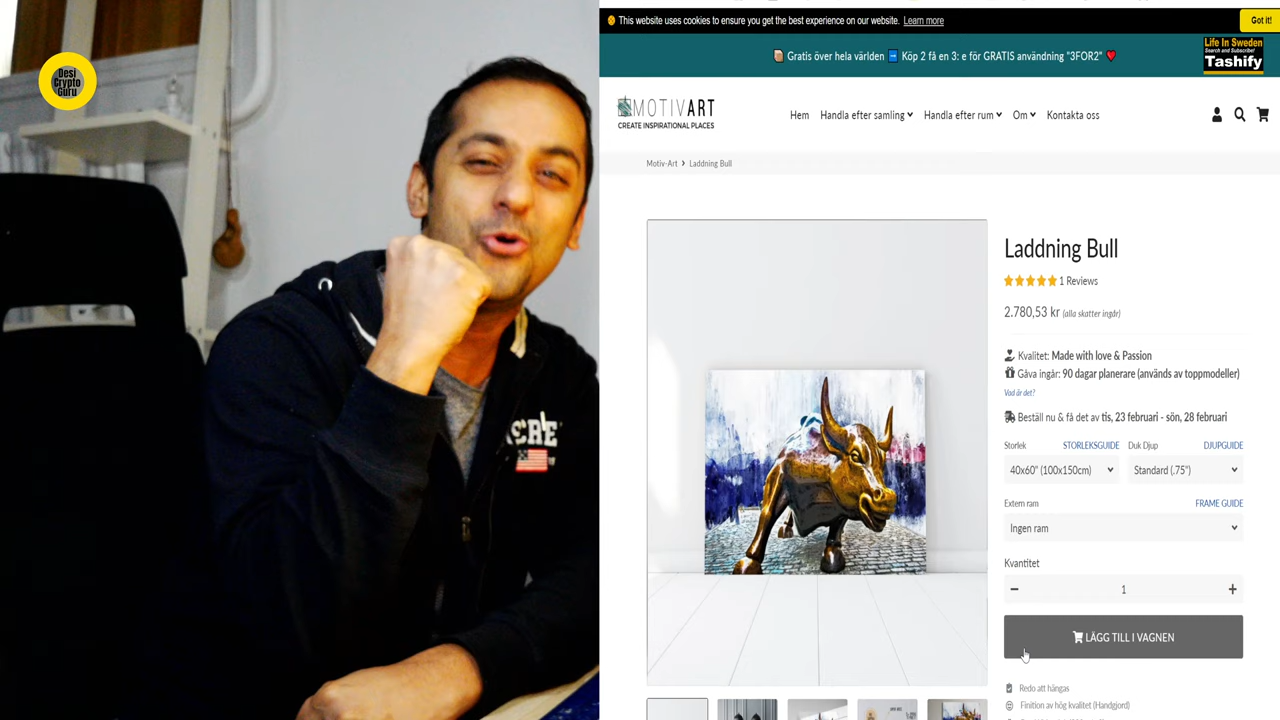 Desi
Crypto
Guru
This website uses cookies to ensure you get the best experience on our website. Learn more
Got it!
Gratis över hela världen Köp 2 få en 3: e för GRATIS användning "3FOR2"
Life In Sweden
Search and Subscribe!
Tashify
MOTIVART
CREATE INSPIRATIONAL PLACES
Hem Handla efter samling Handla efter rum Om Kontakta oss
Motiv-Art › Laddning Bull
Laddning Bull
1 Reviews
2.780,53 kr (alla skatter ingår)
Kvalitet: Made with love & Passion
Gåva ingår: 90 dagar planerare (används av toppmodeller)
Vad är det?
Beställ nu & få det av tis, 23 februari - sön, 28 februari
Storlek STORLEKSGUIDE Duk Djup DJUPGUIDE
40x60" (100x150cm) Standard (.75")
Extern ram FRAME GUIDE
Ingen ram
Kvantitet
− 1 +
LÄGG TILL I VAGNEN
Redo att hängas
Finition av hög kvalitet (Handgjord)